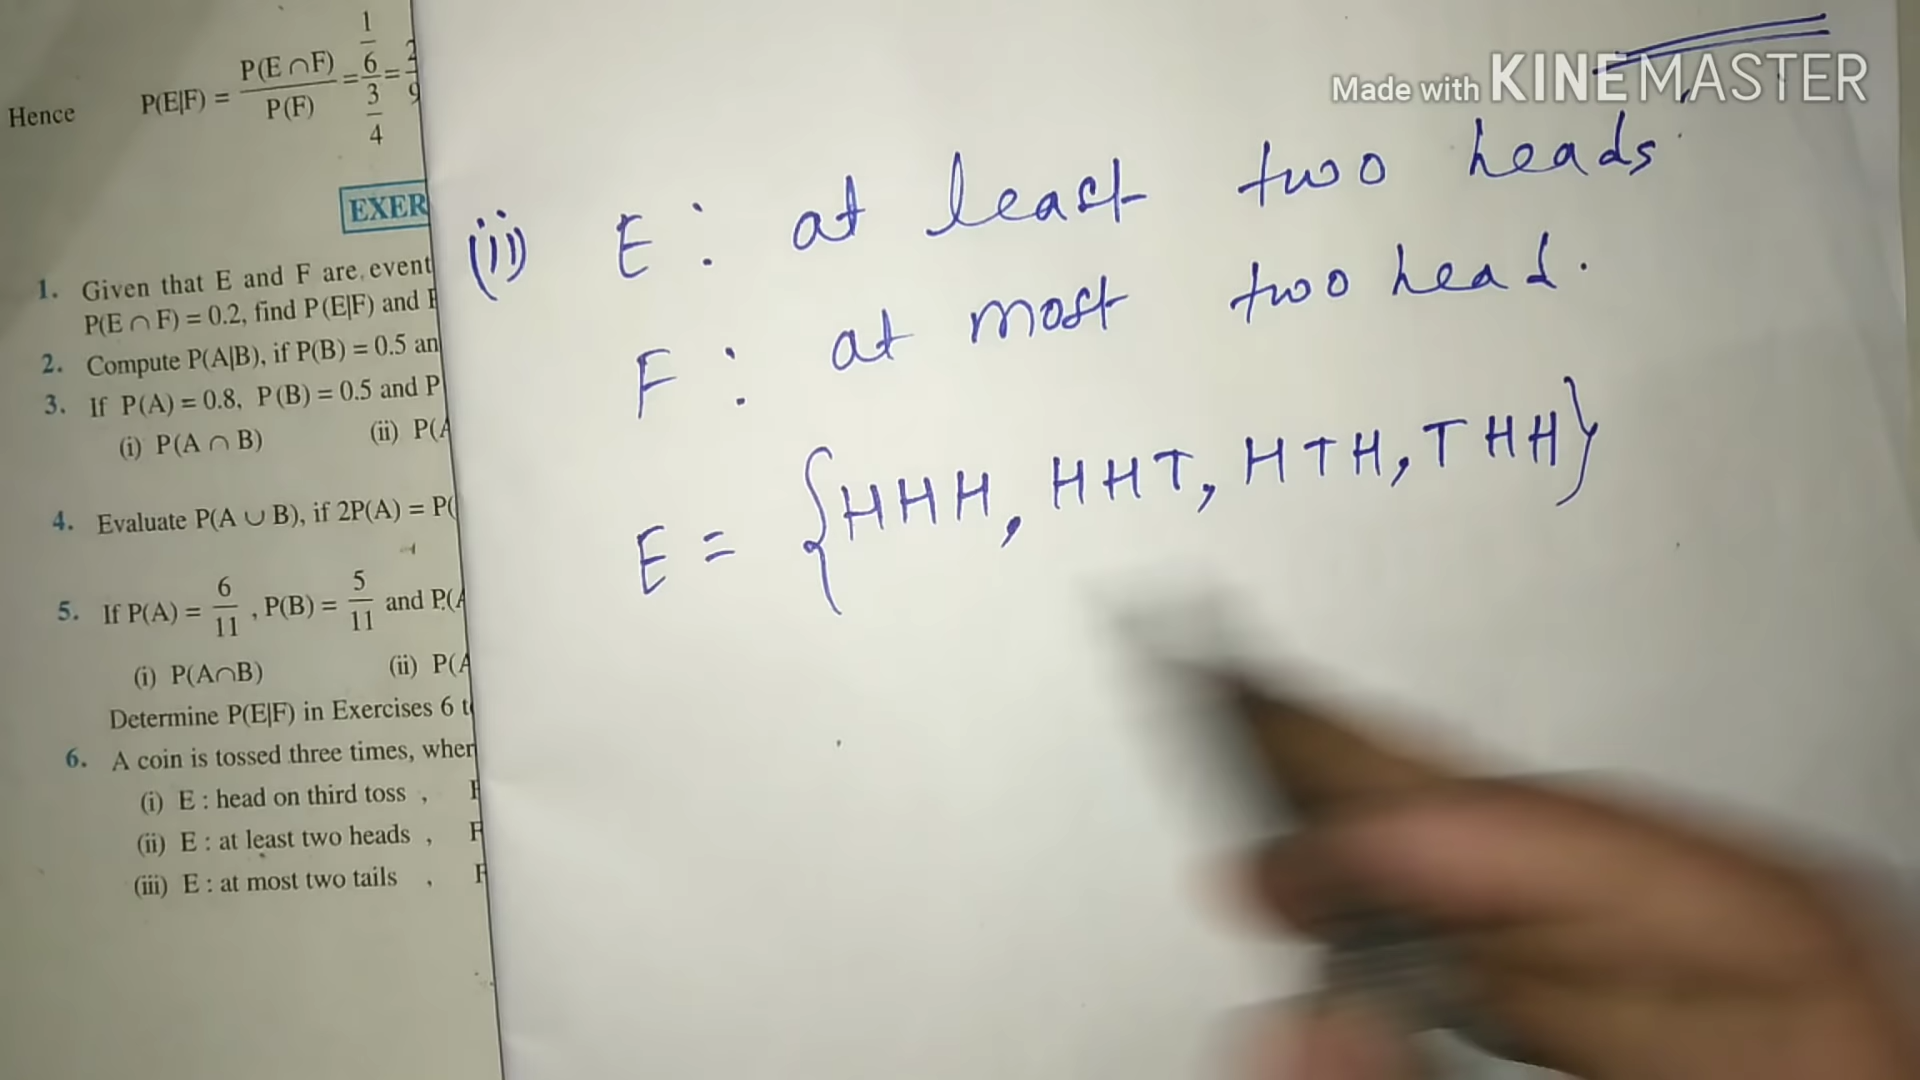 Hence P(E|F) = P(E ∩ F) / P(F) = 1/6 / 3/4 = 2/9
EXER
1. Given that E and F are event
P(E ∩ F) = 0.2, find P(E|F) and
2. Compute P(A|B), if P(B) = 0.5 an
3. If P(A) = 0.8, P(B) = 0.5 and P
(i) P(A ∩ B) (ii) P(A
4. Evaluate P(A ∪ B), if 2P(A) = P(
5. If P(A) = 6/11, P(B) = 5/11 and P(A
(i) P(A∩B) (ii) P(A
Determine P(E|F) in Exercises 6 t
6. A coin is tossed three times, wher
(i) E : head on third toss ,
(ii) E : at least two heads , F
(iii) E : at most two tails , F
Made with KINEMASTER
(ii) E : at least two heads
F : at most two head.
E = {HHH, HHT, HTH, THH}